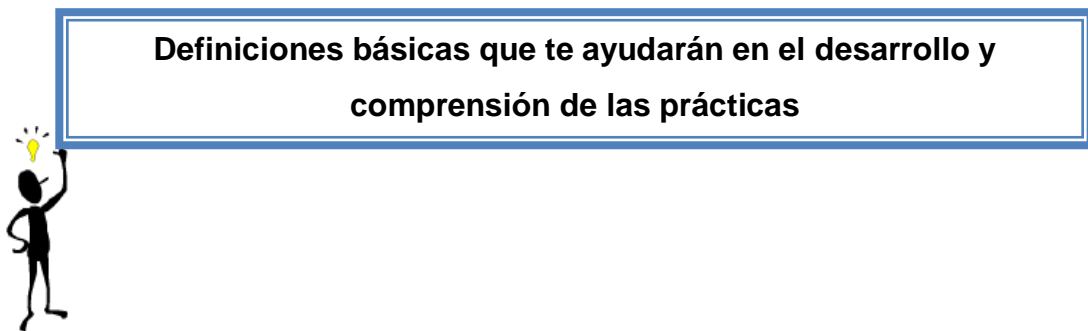 Definiciones básicas que te ayudarán en el desarrollo y
comprensión de las prácticas